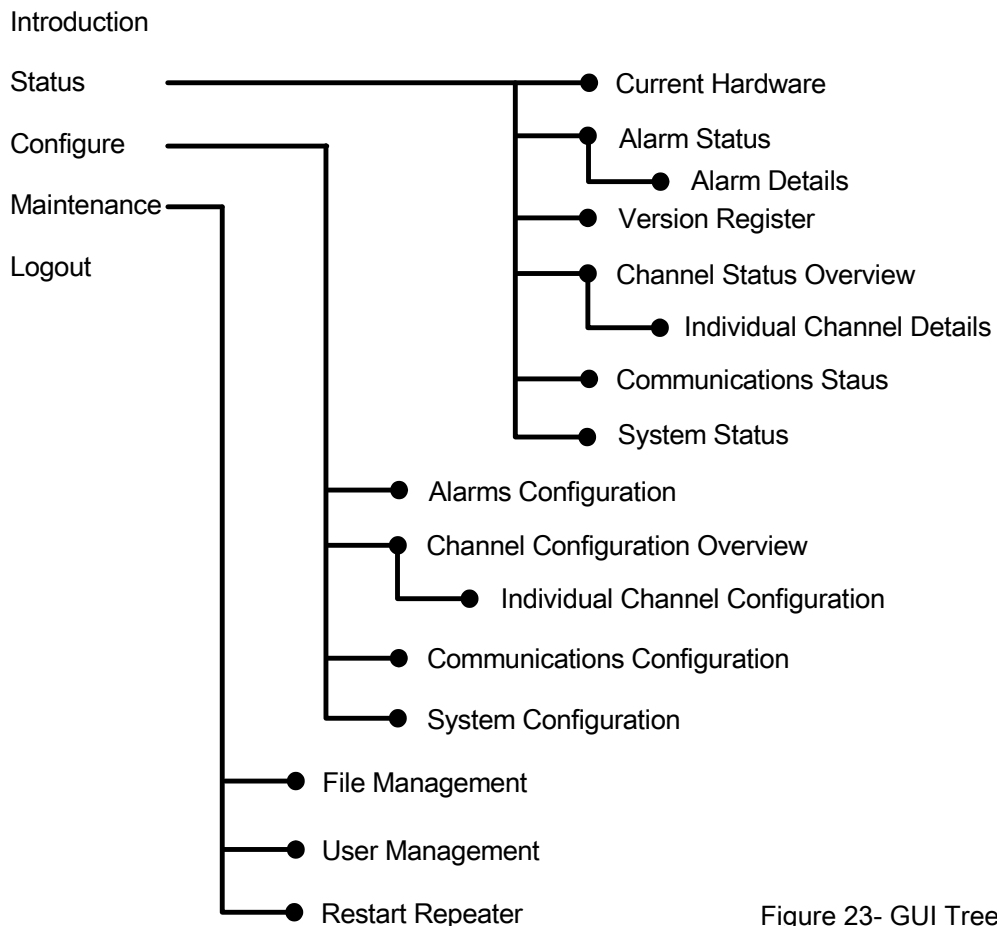 Introduction
Status
Current Hardware
Configure
Alarm Status
Alarm Details
Maintenance
Version Register
Logout
Channel Status Overview
Individual Channel Details
Communications Staus
System Status
Alarms Configuration
Channel Configuration Overview
Individual Channel Configuration
Communications Configuration
System Configuration
File Management
User Management
Restart Repeater
Figure 23- GUI Tree